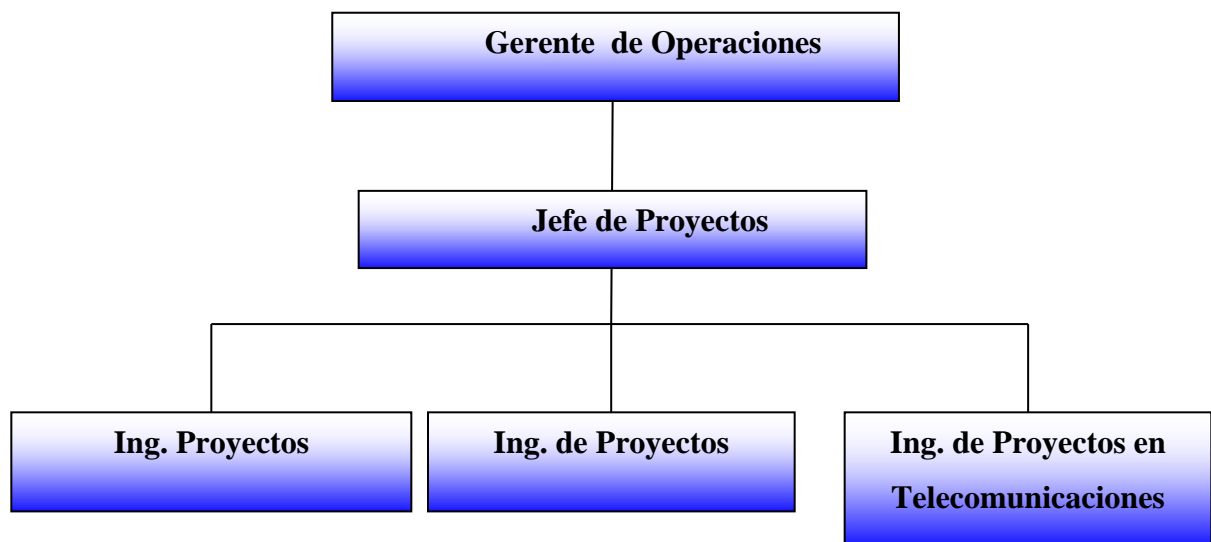 Gerente de Operaciones
Jefe de Proyectos
Ing. Proyectos
Ing. de Proyectos
Ing. de Proyectos en
Telecomunicaciones